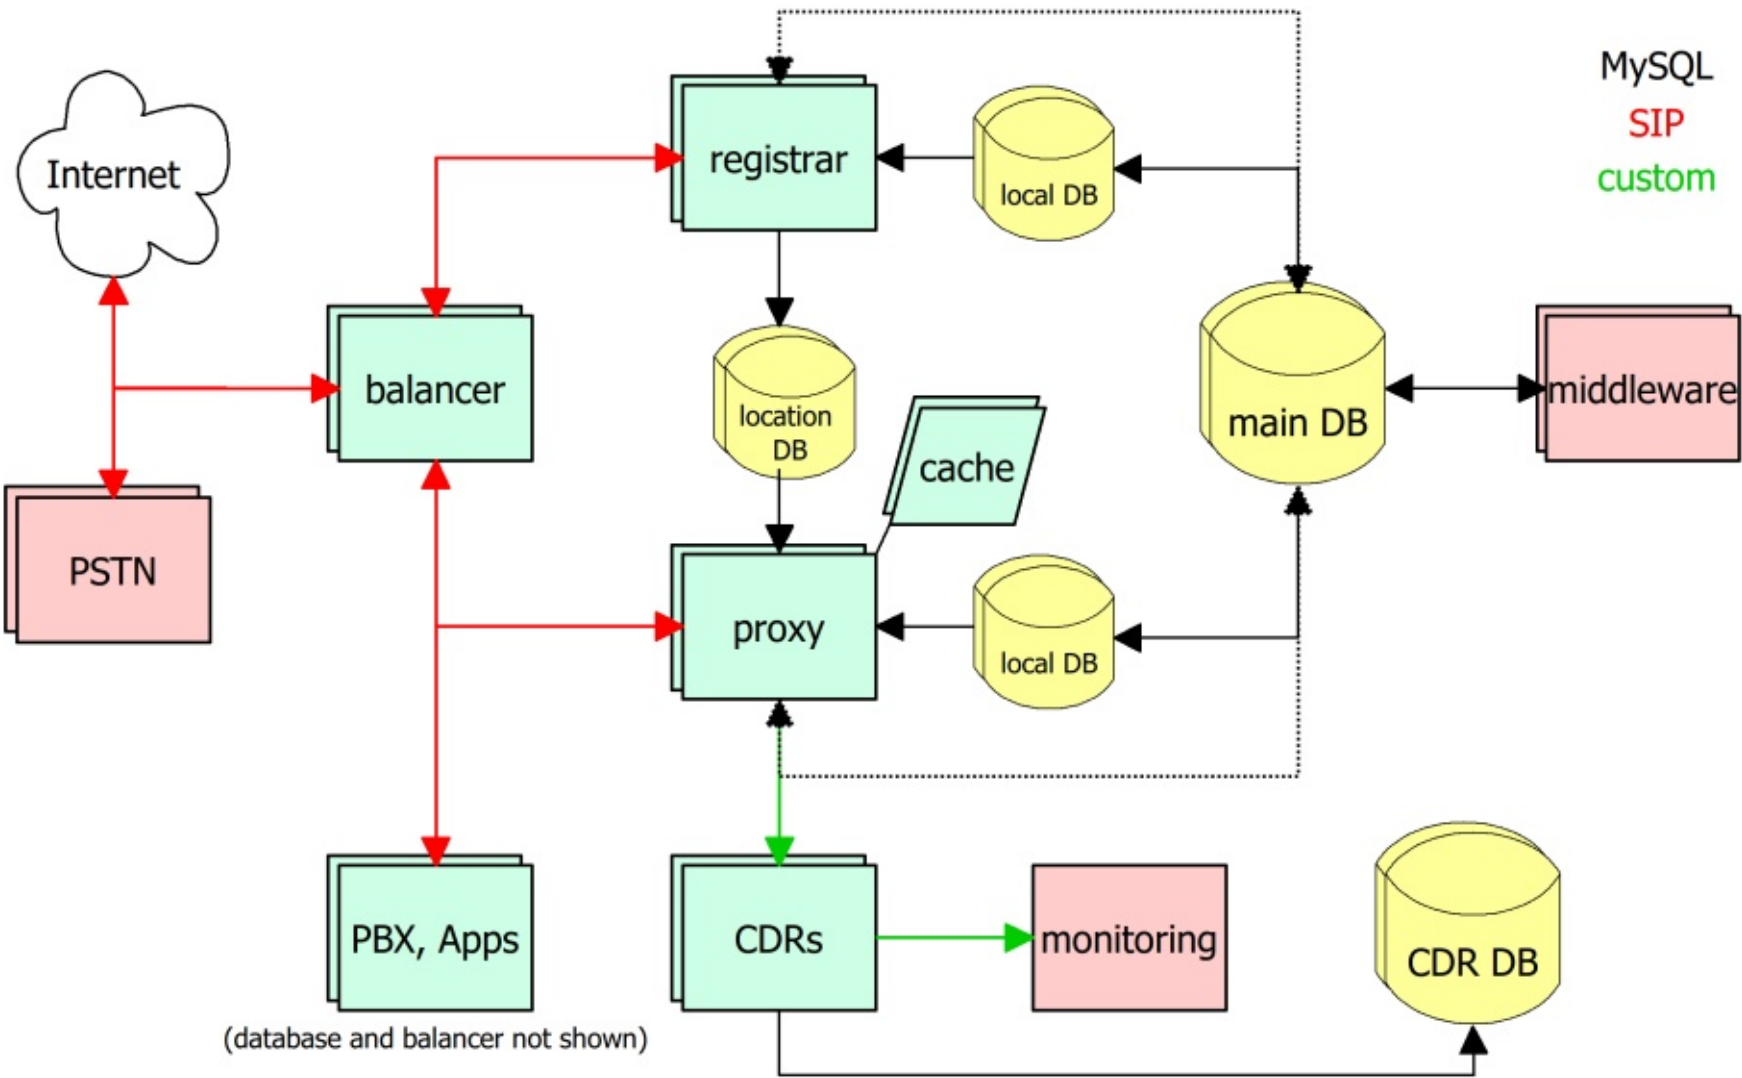 MySQL
SIP
custom
Internet
registrar
local DB
balancer
location
DB
cache
main DB
middleware
PSTN
proxy
local DB
PBX, Apps
CDRs
monitoring
CDR DB
(database and balancer not shown)